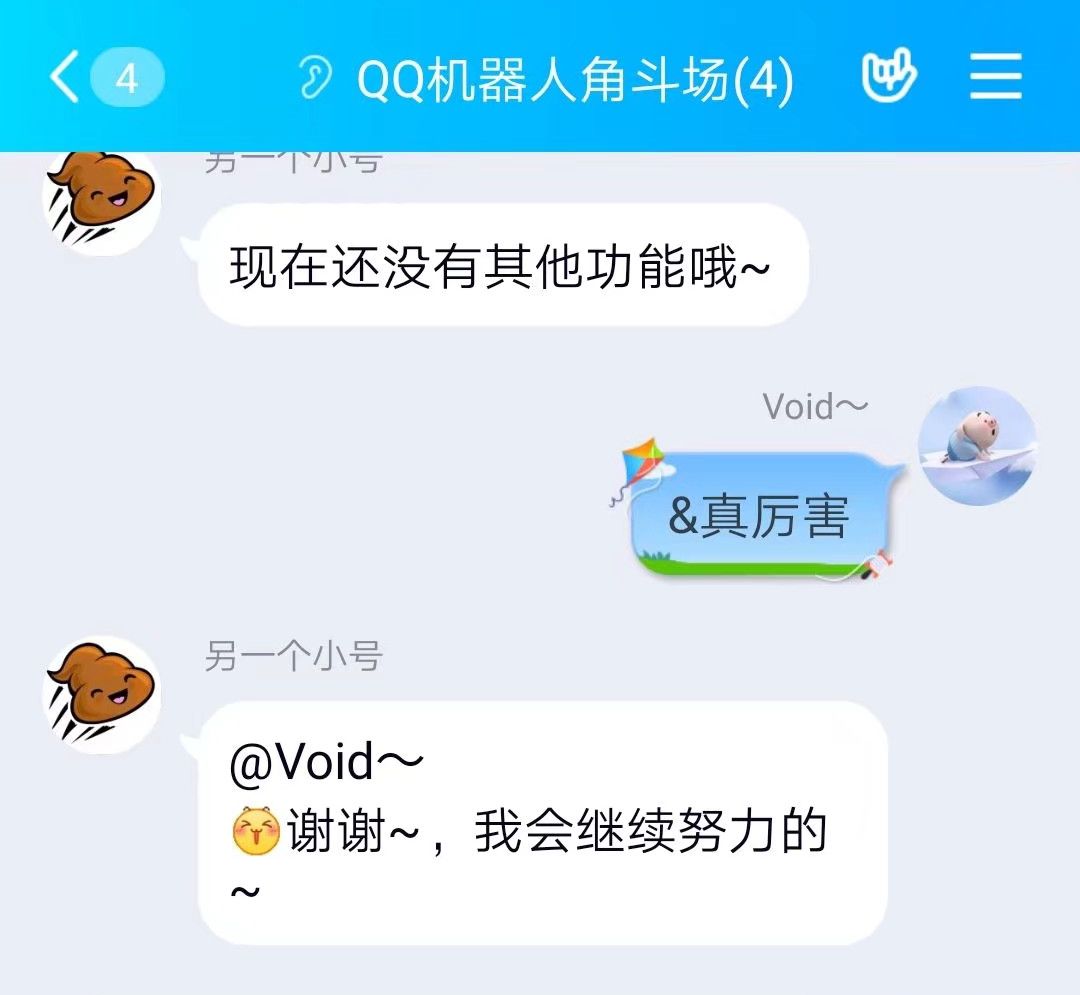 4
QQ机器人角斗场(4)
另一个小号
现在还没有其他功能哦~
Void～
&真厉害
另一个小号
@Void～
谢谢~，我会继续努力的
~